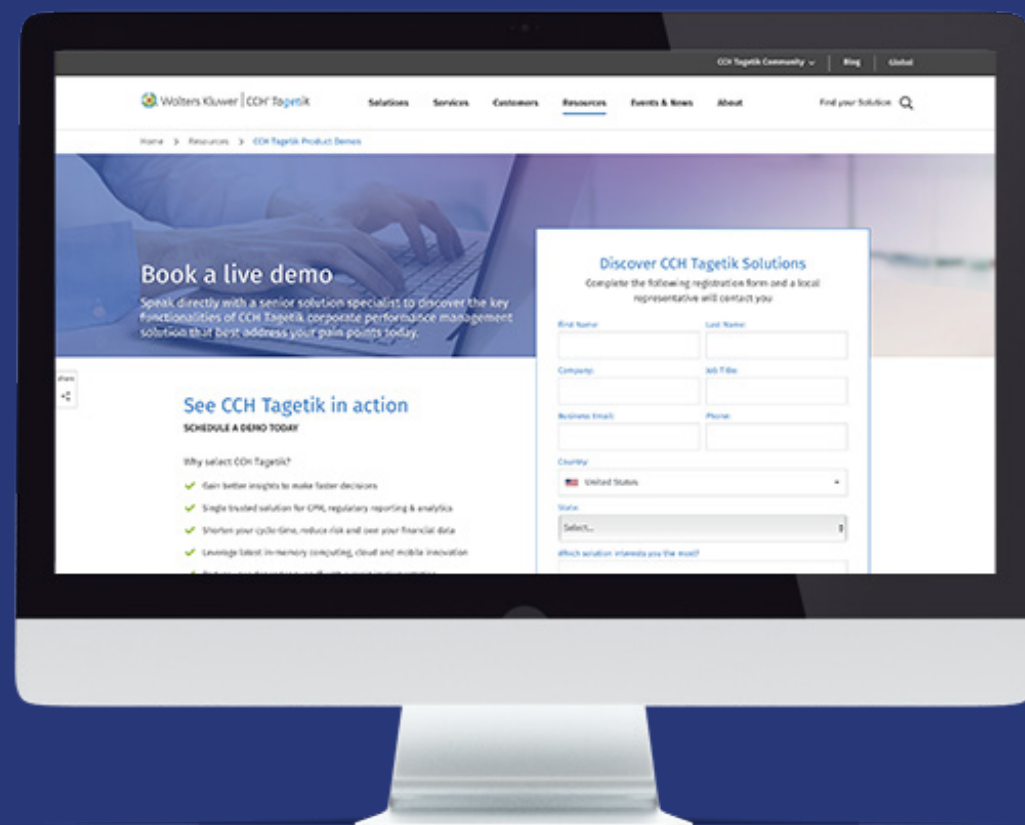 CCH Tagetik Community Blog Global
Wolters Kluwer CCH® Tagetik Solutions Services Customers Resources Events & News About Find your Solution
Home > Resources > CCH Tagetik Product Demos
Book a live demo
Speak directly with a senior solution specialist to discover the key
functionalities of CCH Tagetik corporate performance management
solution that best address your pain points today.
Discover CCH Tagetik Solutions
Complete the following registration form and a local
representative will contact you
First Name: Last Name:
Company: Job Title:
Business Email: Phone:
Country:
United States
State:
Select...
Which solution interests you the most?
share
See CCH Tagetik in action
SCHEDULE A DEMO TODAY
Why select CCH Tagetik?
Gain better insights to make faster decisions
Single trusted solution for CPM, regulatory reporting & analytics
Shorten your cycle-time, reduce risk and own your financial data
Leverage latest in-memory computing, cloud and mobile innovation